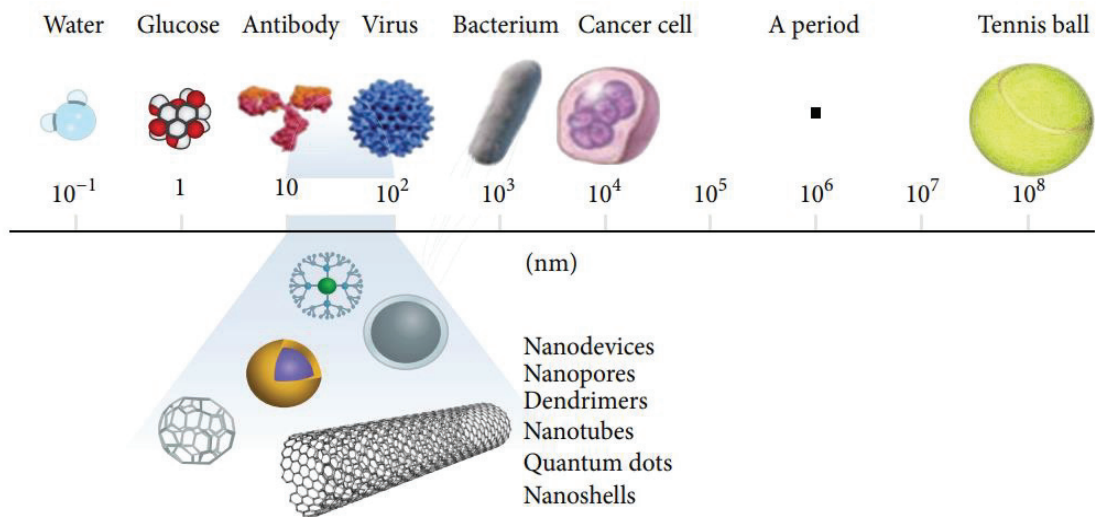 Water Glucose Antibody Virus Bacterium Cancer cell A period Tennis ball
10⁻¹ 1 10 10² 10³ 10⁴ 10⁵ 10⁶ 10⁷ 10⁸
(nm)
Nanodevices
Nanopores
Dendrimers
Nanotubes
Quantum dots
Nanoshells